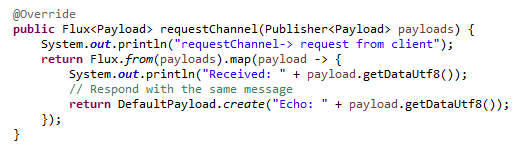 @Override
public Flux<Payload> requestChannel(Publisher<Payload> payloads) {
    System.out.println("requestChannel-> request from client");
    return Flux.from(payloads).map(payload -> {
        System.out.println("Received: " + payload.getDataUtf8());
        // Respond with the same message
        return DefaultPayload.create("Echo: " + payload.getDataUtf8());
    });
}